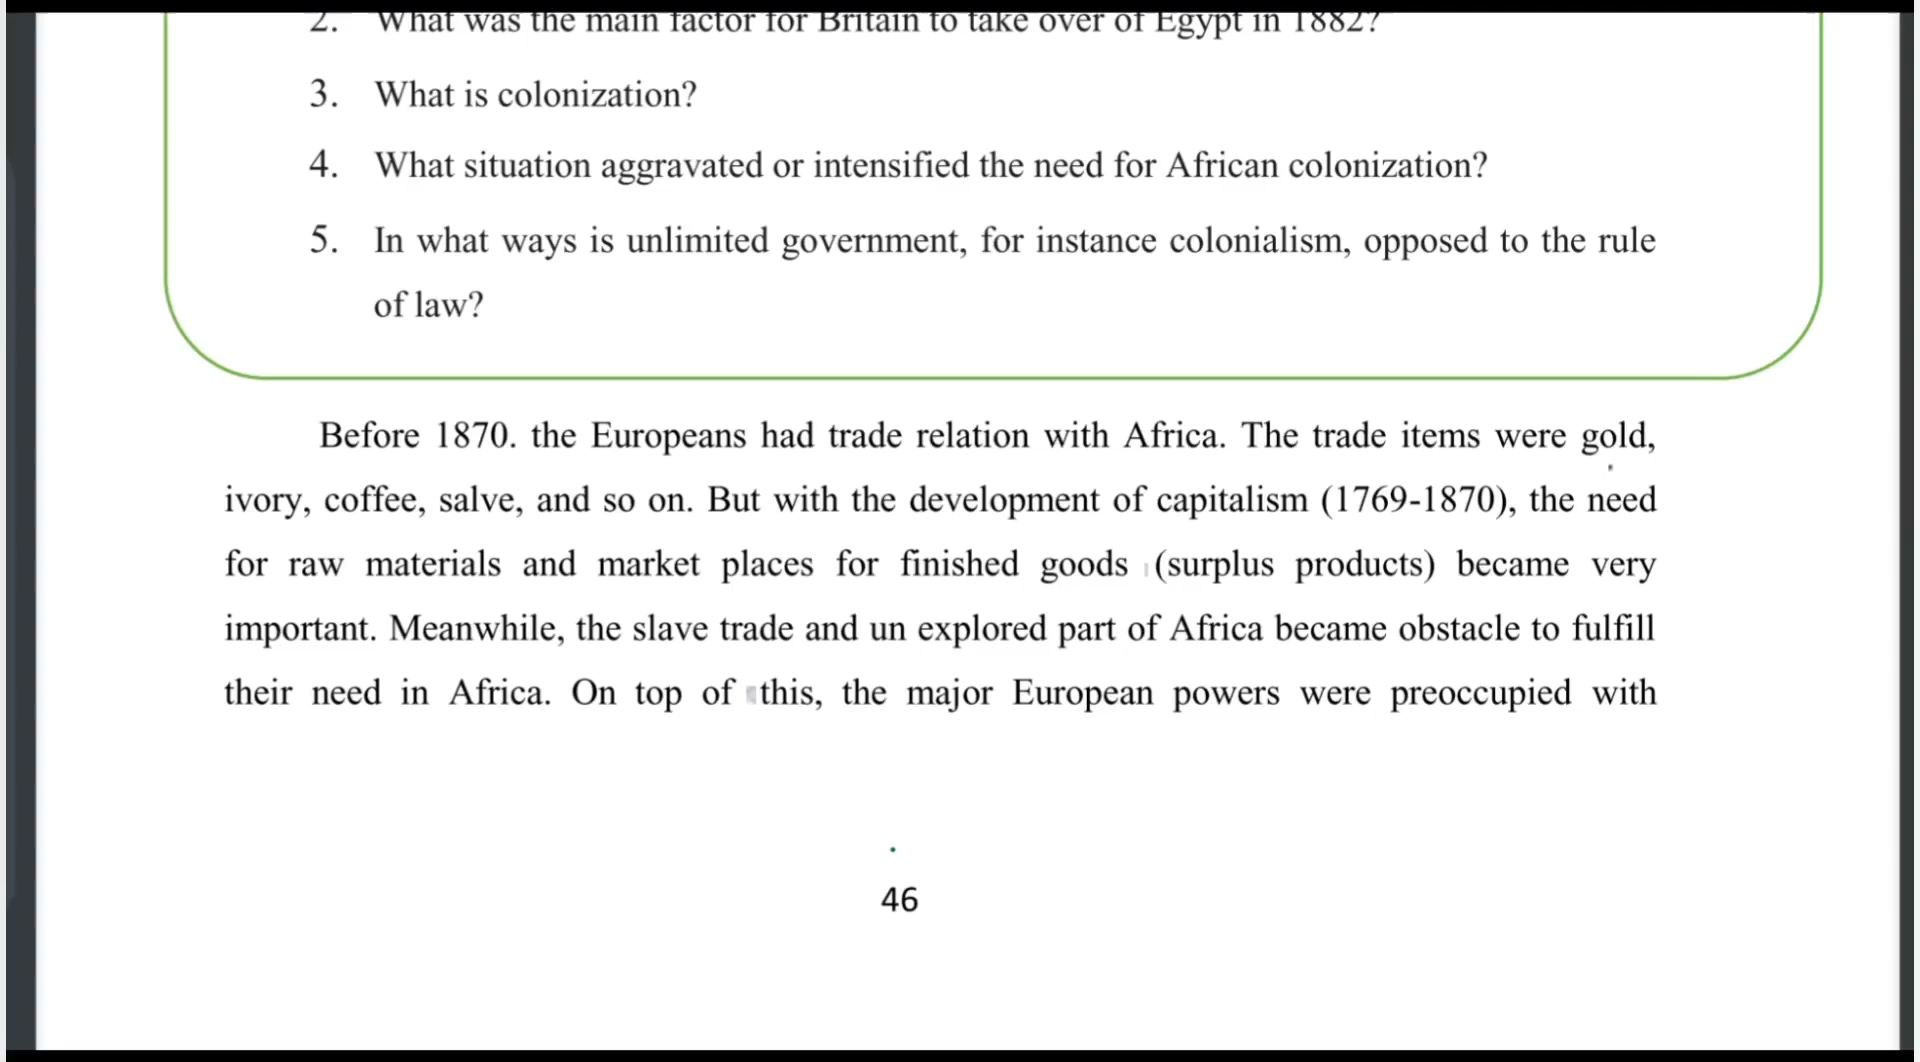 2. What was the main factor for Britain to take over of Egypt in 1882?
3. What is colonization?
4. What situation aggravated or intensified the need for African colonization?
5. In what ways is unlimited government, for instance colonialism, opposed to the rule
of law?
Before 1870. the Europeans had trade relation with Africa. The trade items were gold,
ivory, coffee, salve, and so on. But with the development of capitalism (1769-1870), the need
for raw materials and market places for finished goods (surplus products) became very
important. Meanwhile, the slave trade and un explored part of Africa became obstacle to fulfill
their need in Africa. On top of this, the major European powers were preoccupied with
46